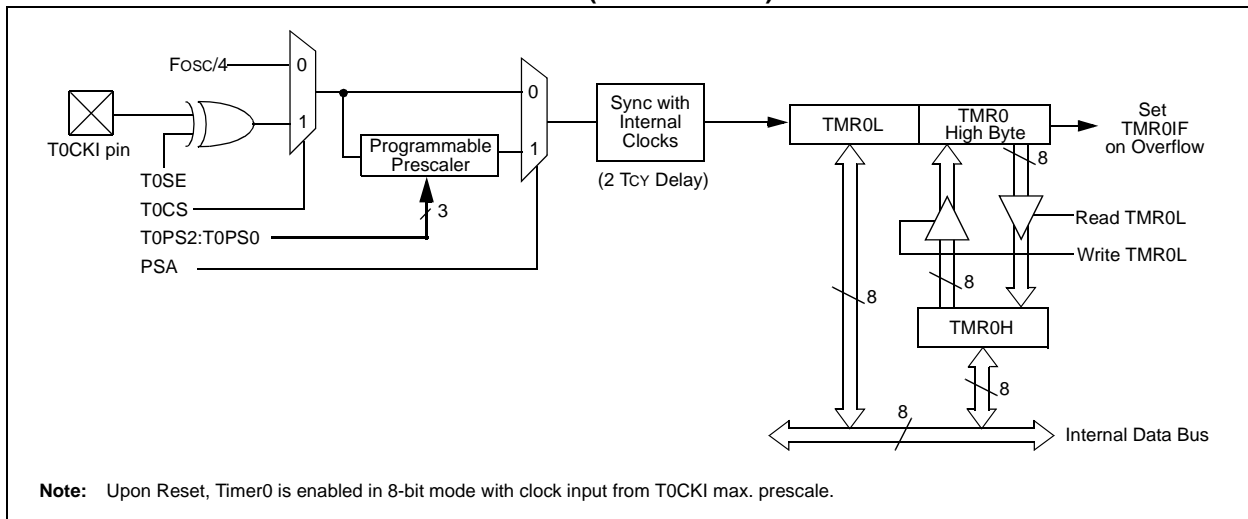 FOSC/4
0
1
T0CKI pin
T0SE
T0CS
T0PS2:T0PS0
PSA
Programmable
Prescaler
3
0
1
Sync with
Internal
Clocks
(2 TCY Delay)
TMR0L
TMR0
High Byte
Set
TMR0IF
on Overflow
8
Read TMR0L
Write TMR0L
8
8
TMR0H
8
8
Internal Data Bus
Note: Upon Reset, Timer0 is enabled in 8-bit mode with clock input from T0CKI max. prescale.